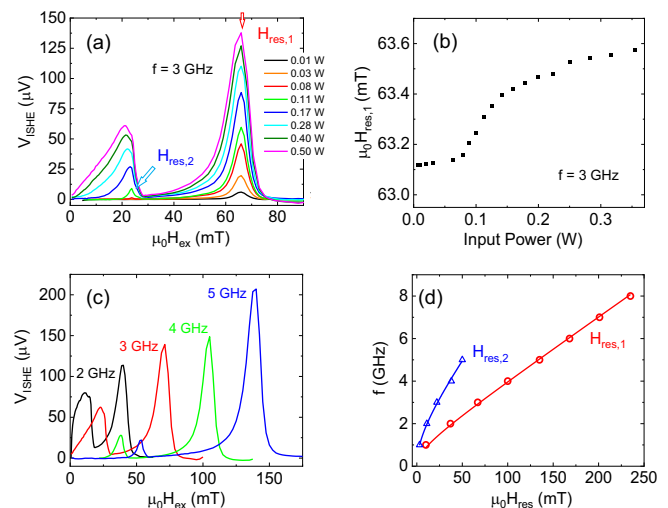 (a)
f = 3 GHz
H_res,1
H_res,2
0.01 W
0.03 W
0.08 W
0.11 W
0.17 W
0.28 W
0.40 W
0.50 W
V_ISHE (µV)
150
125
100
75
50
25
0
0 20 40 60 80
µ₀H_ex (mT)
(b)
µ₀H_res,1 (mT)
63.6
63.4
63.2
63.0
f = 3 GHz
0.0 0.1 0.2 0.3
Input Power (W)
(c)
V_ISHE (µV)
200
150
100
50
0
2 GHz
3 GHz
4 GHz
5 GHz
0 50 100 150
µ₀H_ex (mT)
(d)
f (GHz)
8
6
4
2
0
H_res,2
H_res,1
0 50 100 150 200 250
µ₀H_res (mT)